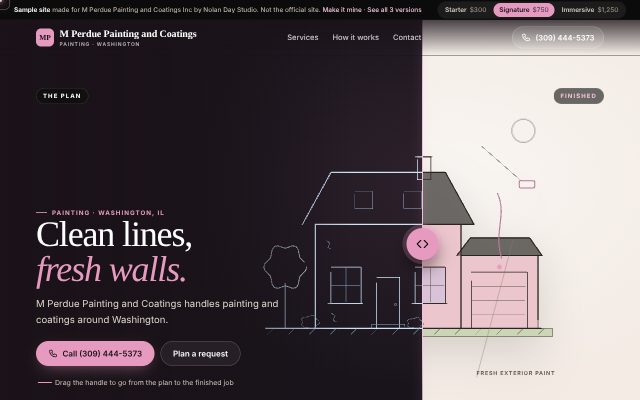 Sample site made for M Perdue Painting and Coatings Inc by Nolan Day Studio. Not the official site. Make it mine · See all 3 versions
Starter $300 Signature $750 Immersive $1,250
MP M Perdue Painting and Coatings
PAINTING · WASHINGTON
Services How it works Contact
(309) 444-5373
THE PLAN
FINISHED
PAINTING · WASHINGTON, IL
Clean lines,
fresh walls.
M Perdue Painting and Coatings handles painting and
coatings around Washington.
Call (309) 444-5373 Plan a request
FRESH EXTERIOR PAINT
Drag the handle to go from the plan to the finished job